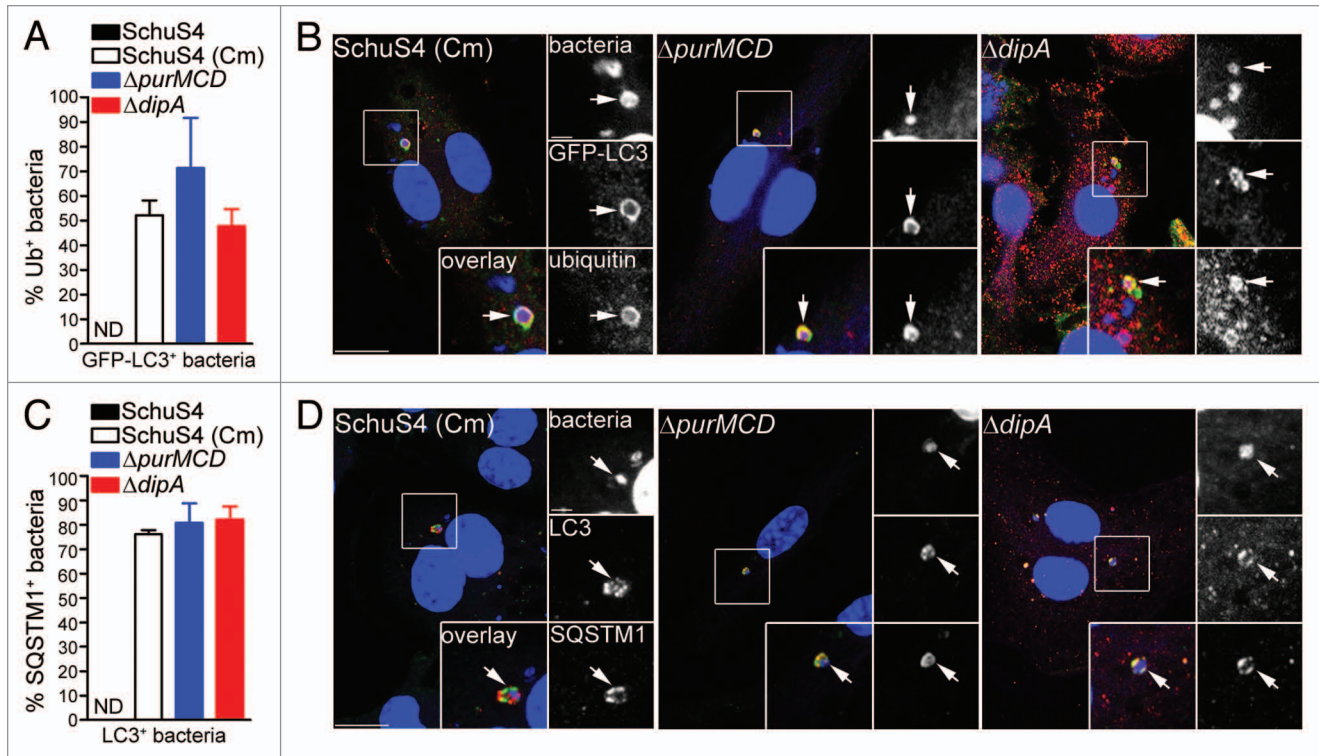 A
SchuS4
SchuS4 (Cm)
ΔpurMCD
ΔdipA
% Ub⁺ bacteria
100
90
80
70
60
50
40
30
20
10
0
ND
GFP-LC3⁺ bacteria
B
SchuS4 (Cm)
bacteria
GFP-LC3
overlay
ubiquitin
ΔpurMCD
ΔdipA
C
SchuS4
SchuS4 (Cm)
ΔpurMCD
ΔdipA
% SQSTM1⁺ bacteria
100
90
80
70
60
50
40
30
20
10
0
ND
LC3⁺ bacteria
D
SchuS4 (Cm)
bacteria
LC3
overlay
SQSTM1
ΔpurMCD
ΔdipA